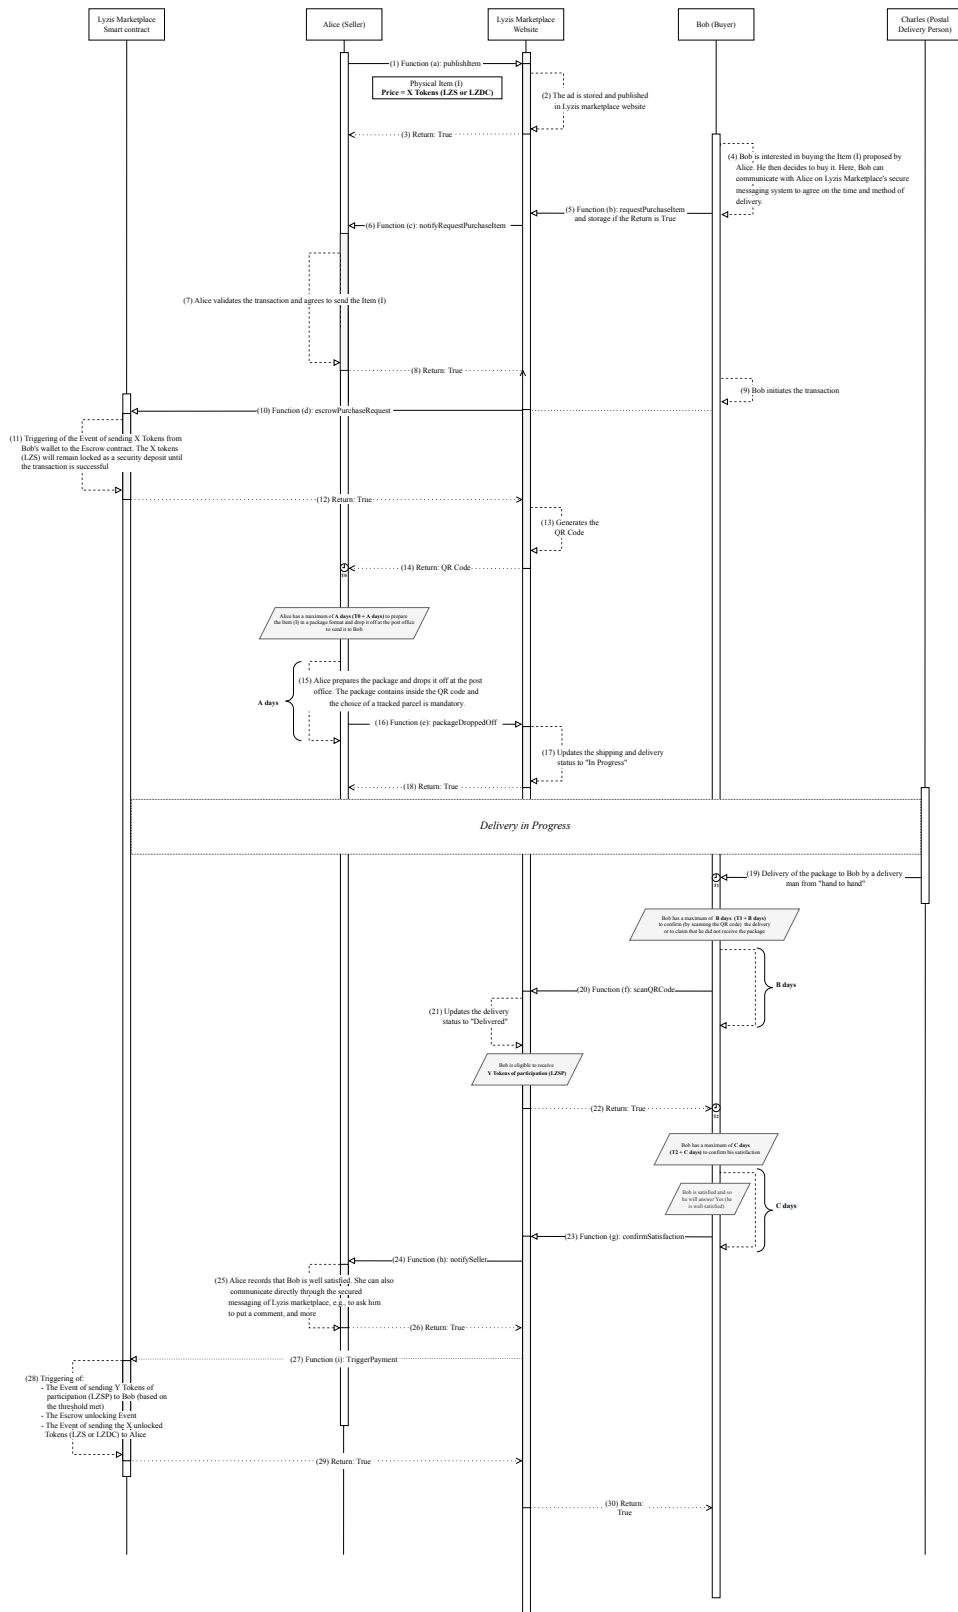 Lyzis Marketplace
Smart contract
Alice (Seller)
Lyzis Marketplace
Website
Bob (Buyer)
Charles (Postal
Delivery Person)
(1) Function (a): publishItem
Physical Item (I)
Price = X Tokens (LZS or LZDC)
(2) The ad is stored and published
in Lyzis marketplace website
(3) Return: True
(4) Bob is interested in buying the Item (I) proposed by
Alice. He then decides to buy it. Here, Bob can
communicate with Alice on Lyzis Marketplace's secure
messaging system to agree on the time and method of
delivery.
(5) Function (b): requestPurchaseItem
and storage if the Return is True
(6) Function (c): notifyRequestPurchaseItem
(7) Alice validates the transaction and agrees to send the Item (I)
(8) Return: True
(9) Bob initiates the transaction
(10) Function (d): escrowPurchaseRequest
(11) Triggering of the Event of sending X Tokens from
Bob's wallet to the Escrow contract. The X tokens
(LZS) will remain locked as a security deposit until
the transaction is successful
(12) Return: True
(13) Generates the
QR Code
(14) Return: QR Code
T0
Alice has a maximum of A days (T0 + A days) to prepare
the Item (I) in a package format and drop it off at the post office
to send it to Bob
(15) Alice prepares the package and drops it off at the post
office. The package contains inside the QR code and
the choice of a tracked parcel is mandatory.
A days
(16) Function (e): packageDroppedOff
(17) Updates the shipping and delivery
status to "In Progress"
(18) Return: True
Delivery in Progress
(19) Delivery of the package to Bob by a delivery
man from "hand to hand"
T1
Bob has a maximum of B days (T1 + B days)
to confirm (by scanning the QR code) the delivery
or to claim that he did not receive the package
B days
(20) Function (f): scanQRCode
(21) Updates the delivery
status to "Delivered"
Bob is eligible to receive
Y Tokens of participation (LZSP)
(22) Return: True
T2
Bob has a maximum of C days
(T2 + C days) to confirm his satisfaction
Bob is satisfied and so
he will answer Yes (he
is well satisfied).
C days
(23) Function (g): confirmSatisfaction
(24) Function (h): notifySeller
(25) Alice records that Bob is well satisfied. She can also
communicate directly through the secured
messaging of Lyzis marketplace, e.g., to ask him
to put a comment, and more
(26) Return: True
(27) Function (i): TriggerPayment
(28) Triggering of:
- The Event of sending Y Tokens of
participation (LZSP) to Bob (based on
the threshold met)
- The Escrow unlocking Event
- The Event of sending the X unlocked
Tokens (LZS or LZDC) to Alice
(29) Return: True
(30) Return:
True